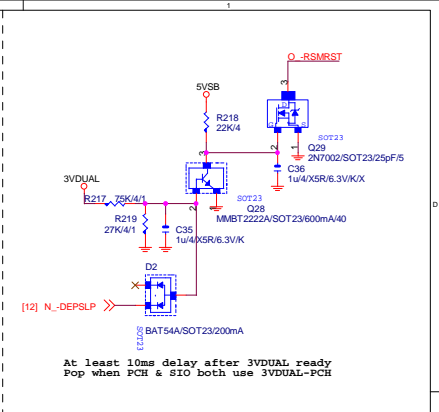 1
O_-RSMRST
3
5VSB
R218
22K/4
D
G
S
SOT23
2
1
Q29
2N7002/SOT23/25pF/5
3
C36
1u/4/X5R/6.3V/K/X
3VDUAL
R217 75K/4/1
SOT23
Q28
MMBT2222A/SOT23/600mA/40
2
1
R219
27K/4/1
C35
1u/4/X5R/6.3V/K
D2
[12] N_-DEPSLP
SOT23
BAT54A/SOT23/200mA
At least 10ms delay after 3VDUAL ready
Pop when PCH & SIO both use 3VDUAL-PCH
D